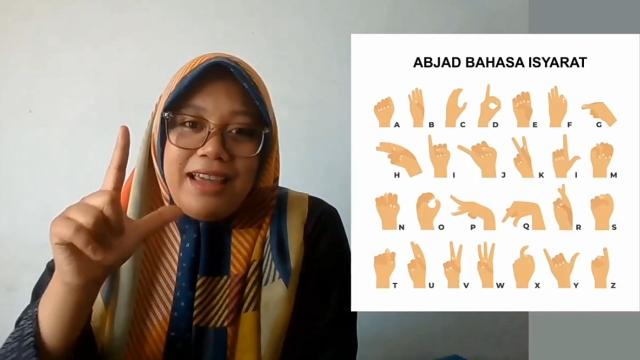 ABJAD BAHASA ISYARAT
A B C D E F G
H I J K L M
N O P Q R S
T U V W X Y Z